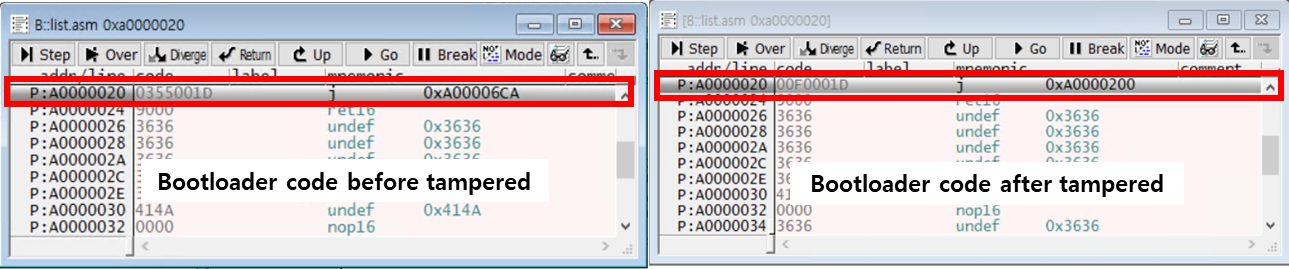 B::list.asm 0xa0000020
Step Over Diverge Return Up Go Break Mode
addr/line code label mnemonic comme
P:A0000020 0355001D j 0xA00006CA
P:A0000024 9000 ret16
P:A0000026 3636 undef 0x3636
P:A0000028 3636 undef 0x3636
P:A000002A 3636 undef 0x3636
P:A000002C
P:A000002E
Bootloader code before tampered
P:A0000030 414A undef 0x414A
P:A0000032 0000 nop16
[B::list.asm 0xa0000020]
Step Over Diverge Return Up Go Break Mode
addr/line code label mnemonic comment
P:A0000020 00F0001D j 0xA0000200
P:A0000024 9000 ret16
P:A0000026 3636 undef 0x3636
P:A0000028 3636 undef 0x3636
P:A000002A 3636 undef 0x3636
P:A000002C 3636 undef 0x3636
P:A000002E
Bootloader code after tampered
P:A0000030
P:A0000032 0000 nop16
P:A0000034 3636 undef 0x3636